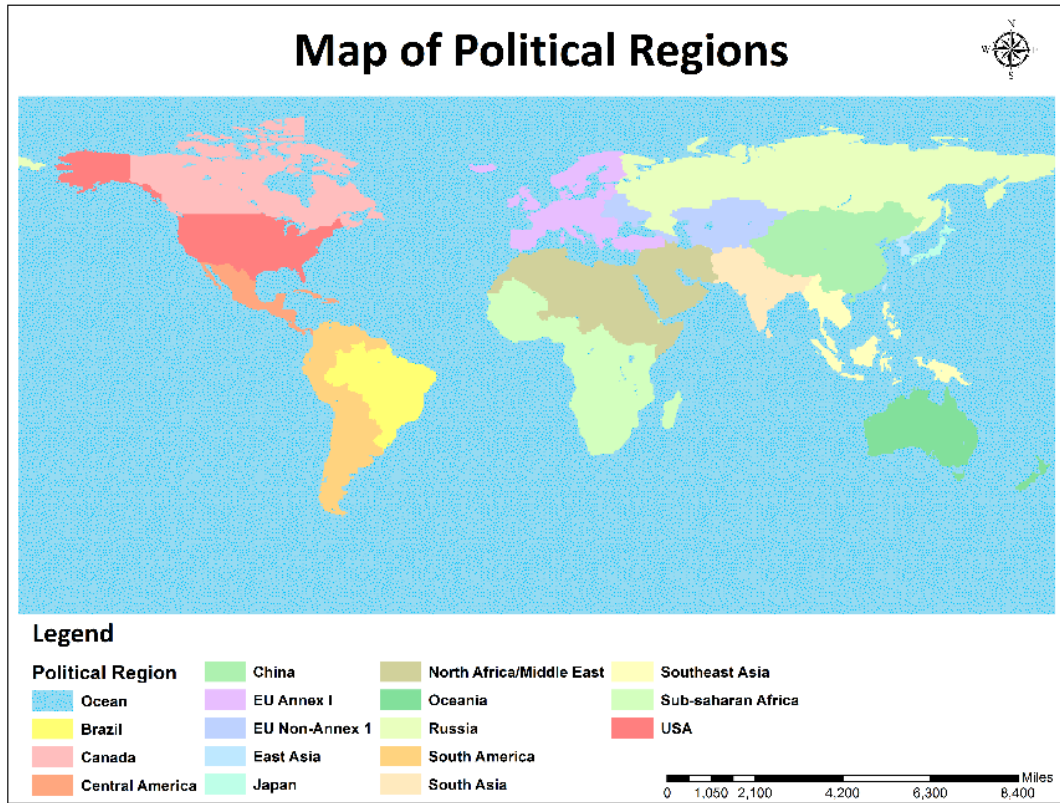 Map of Political Regions
N
W
E
S
Legend
Political Region
Ocean
Brazil
Canada
Central America
China
EU Annex I
EU Non-Annex 1
East Asia
Japan
North Africa/Middle East
Oceania
Russia
South America
South Asia
Southeast Asia
Sub-saharan Africa
USA
Miles
0 1,050 2,100 4,200 6,300 8,400